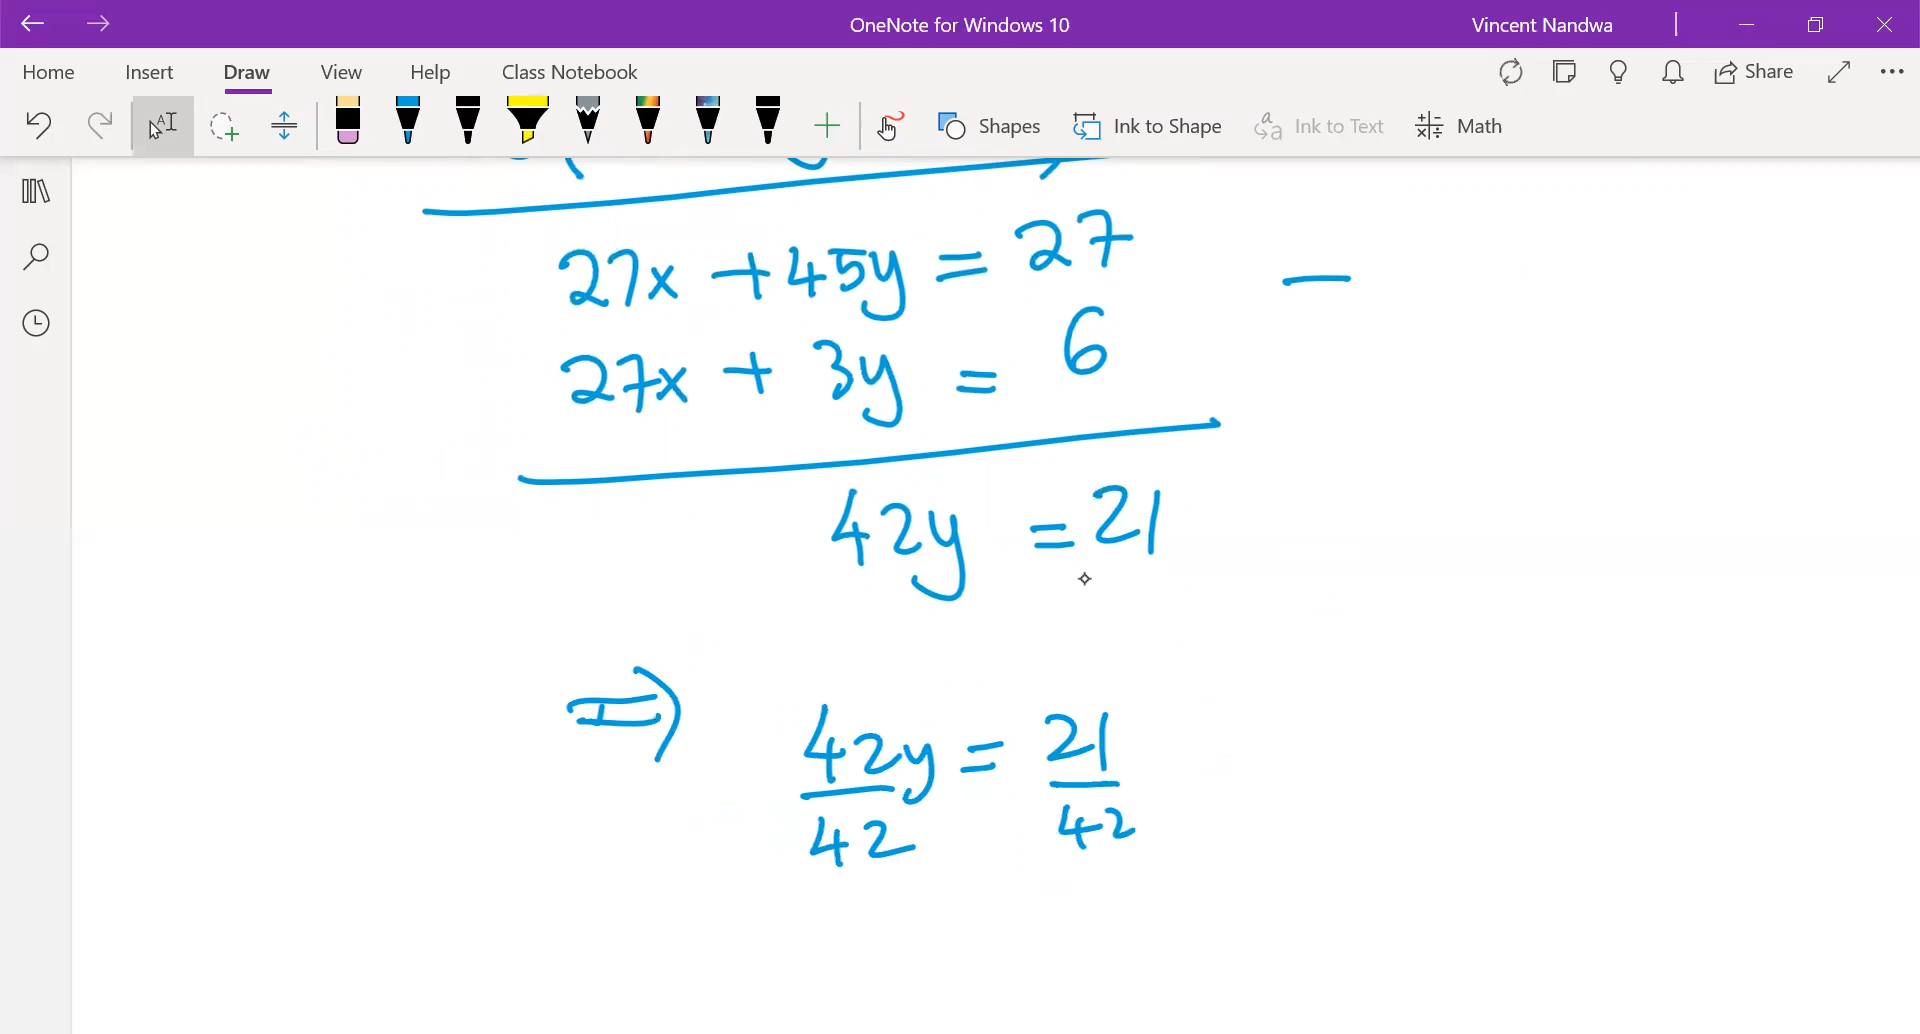 OneNote for Windows 10
Vincent Nandwa
Home Insert Draw View Help Class Notebook
Share
Shapes Ink to Shape Ink to Text Math
27x + 45y = 27 —
27x + 3y = 6
42y = 21
⇒ 42y/42 = 21/42